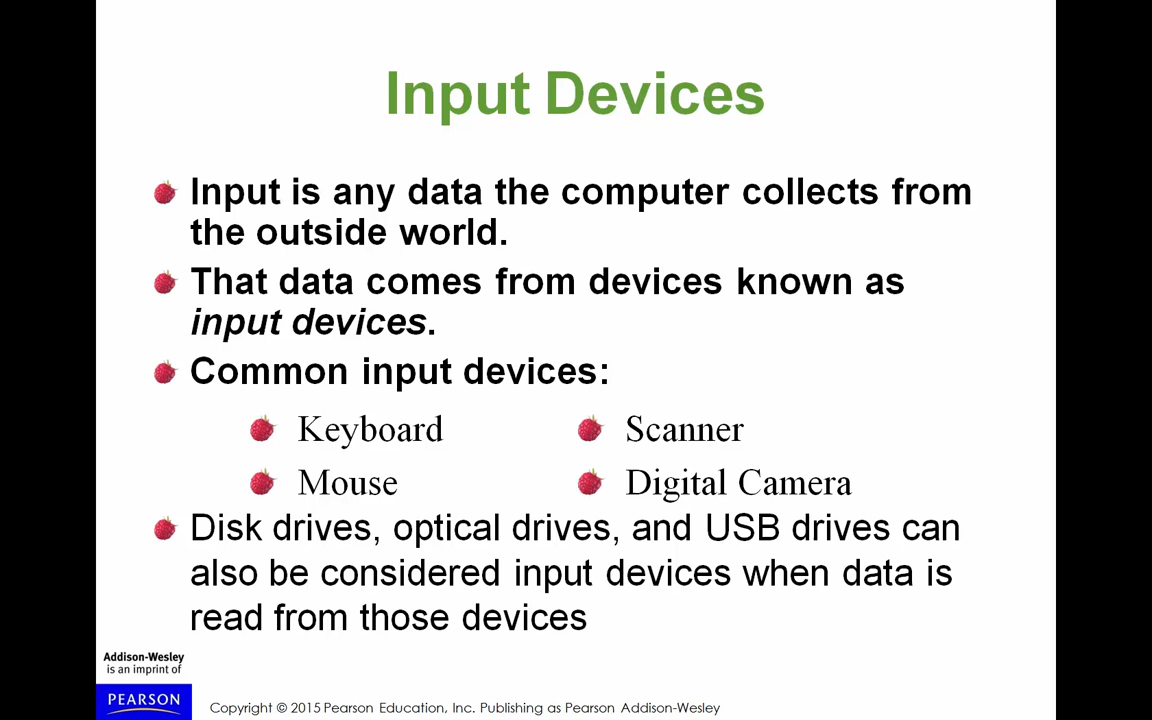 Input Devices
Input is any data the computer collects from
the outside world.
That data comes from devices known as
input devices.
Common input devices:
Keyboard
Scanner
Mouse
Digital Camera
Disk drives, optical drives, and USB drives can
also be considered input devices when data is
read from those devices
Addison-Wesley
is an imprint of
PEARSON
Copyright © 2015 Pearson Education, Inc. Publishing as Pearson Addison-Wesley